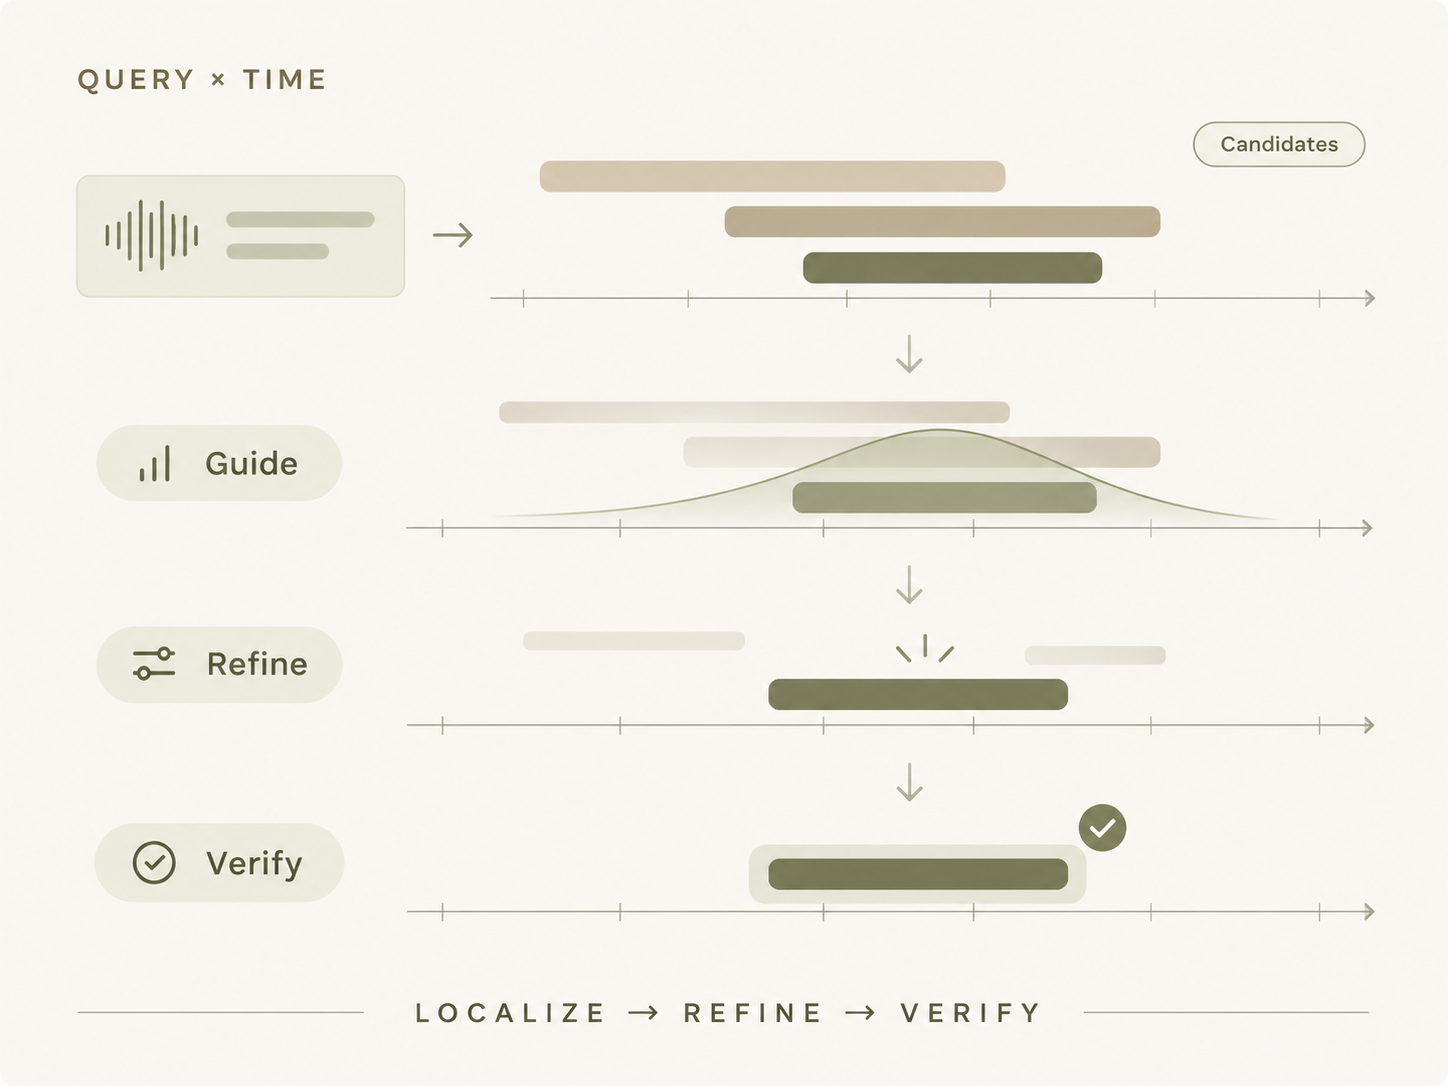 QUERY × TIME
Candidates
Guide
Refine
Verify
LOCALIZE → REFINE → VERIFY